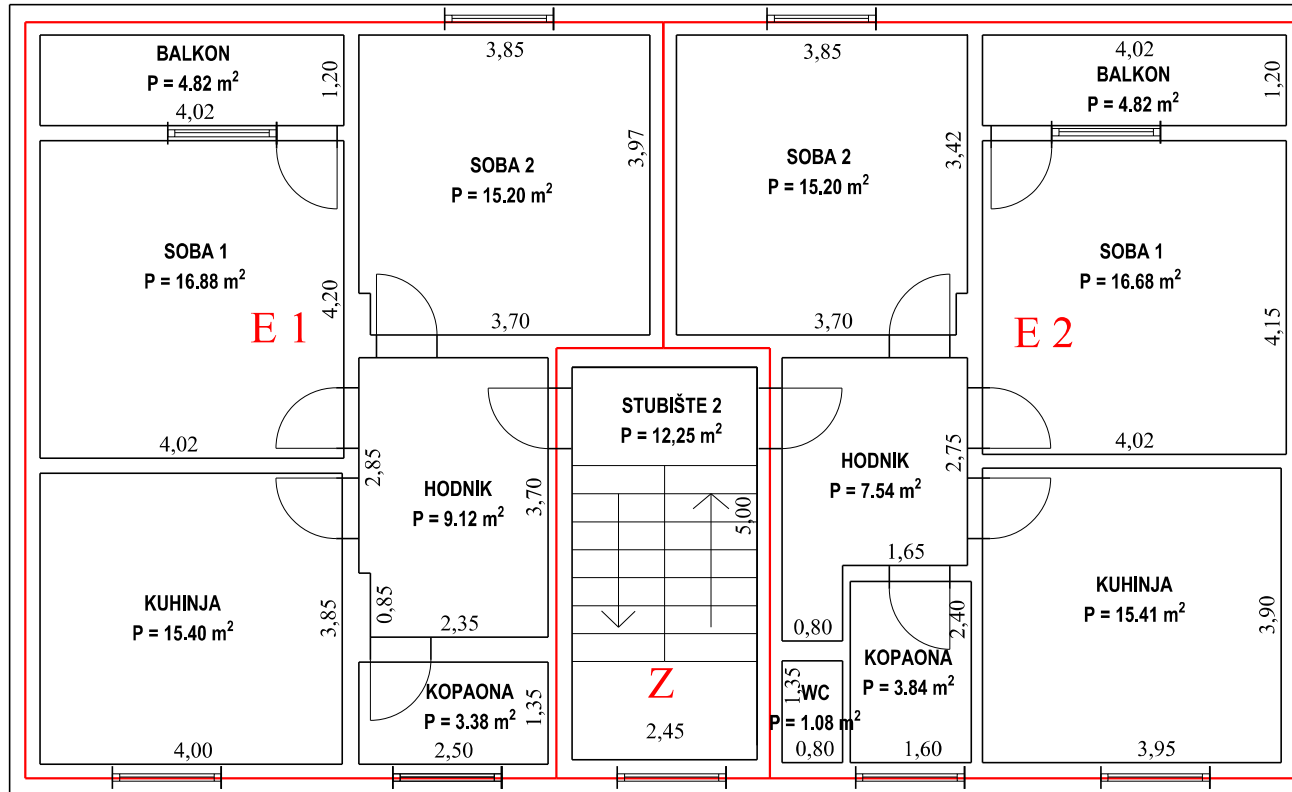 BALKON
P = 4.82 m²
1,20
4,02
3,85
SOBA 2
P = 15.20 m²
3,97
3,70
SOBA 1
P = 16.88 m²
4,20
E 1
4,02
KUHINJA
P = 15.40 m²
3,85
4,00
2,85
HODNIK
P = 9.12 m²
3,70
0,85
2,35
KOPAONA
P = 3.38 m²
1,35
2,50
STUBIŠTE 2
P = 12,25 m²
5,00
Z
2,45
3,85
SOBA 2
P = 15.20 m²
3,42
3,70
4,02
BALKON
P = 4.82 m²
1,20
SOBA 1
P = 16.68 m²
E 2
4,15
4,02
HODNIK
P = 7.54 m²
2,75
1,65
0,80
WC
P = 1.08 m²
1,35
0,80
KOPAONA
P = 3.84 m²
2,40
1,60
KUHINJA
P = 15.41 m²
3,90
3,95